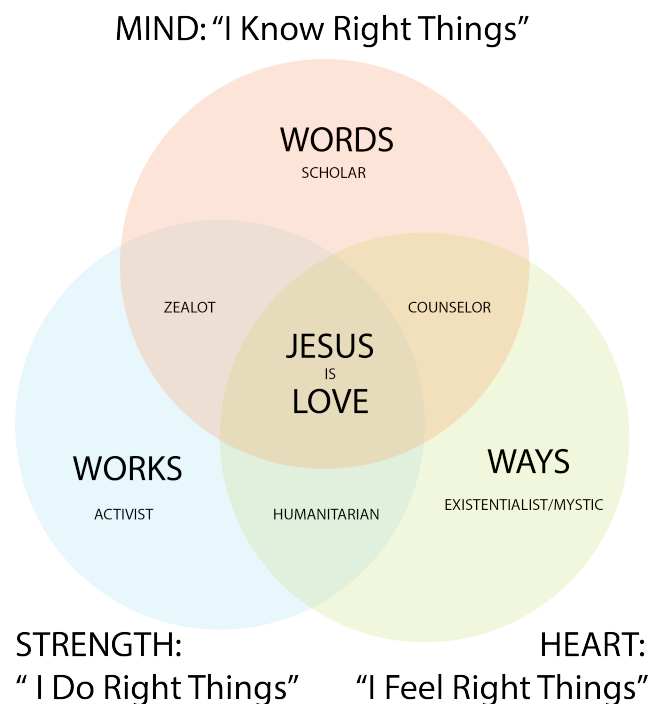 MIND: “I Know Right Things”
WORDS
SCHOLAR
ZEALOT
COUNSELOR
JESUS
IS
LOVE
WORKS
ACTIVIST
WAYS
EXISTENTIALIST/MYSTIC
HUMANITARIAN
STRENGTH:
“ I Do Right Things”
HEART:
“I Feel Right Things”